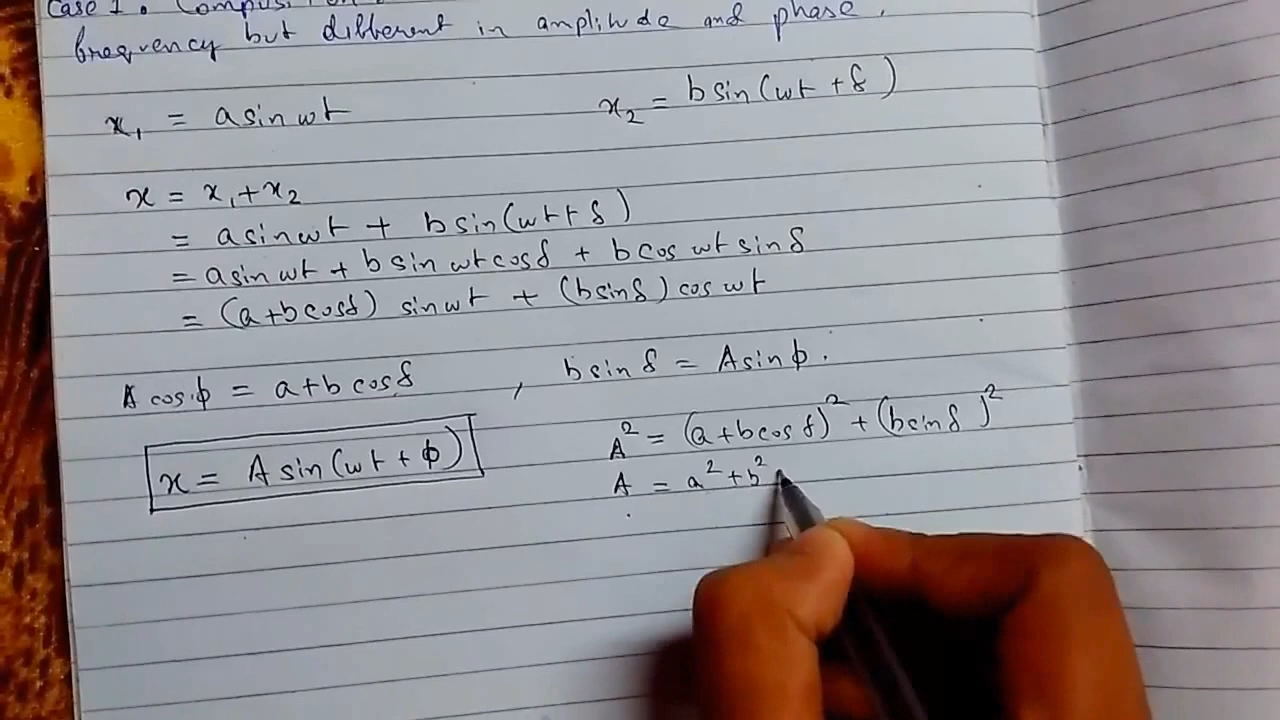 Case 1.
frequency but different in amplitude and phase.
x₁ = a sin ωt x₂ = b sin(ωt + δ)
x = x₁ + x₂
= a sin ωt + b sin(ωt + δ)
= a sin ωt + b sin ωt cos δ + b cos ωt sin δ
= (a + b cos δ) sin ωt + (b sin δ) cos ωt
A cos ϕ = a + b cos δ , b sin δ = A sin ϕ.
x = A sin(ωt + ϕ)
A² = (a + b cos δ)² + (b sin δ)²
A = a² + b²